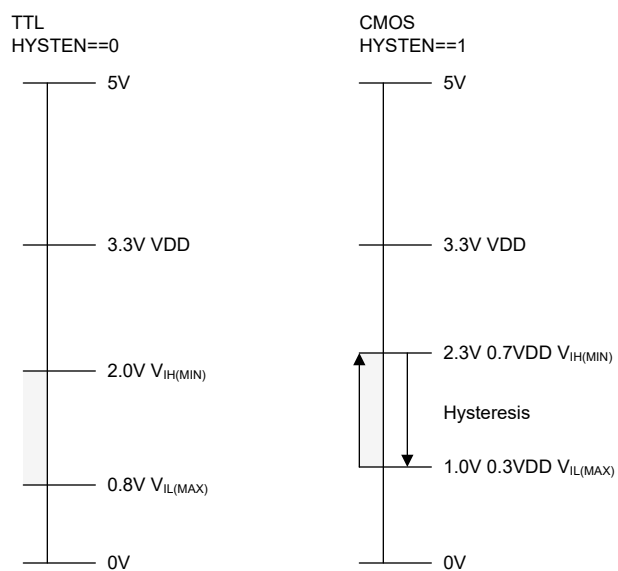 TTL
HYSTEN==0
5V
3.3V VDD
2.0V VIH(MIN)
0.8V VIL(MAX)
0V
CMOS
HYSTEN==1
5V
3.3V VDD
2.3V 0.7VDD VIH(MIN)
Hysteresis
1.0V 0.3VDD VIL(MAX)
0V